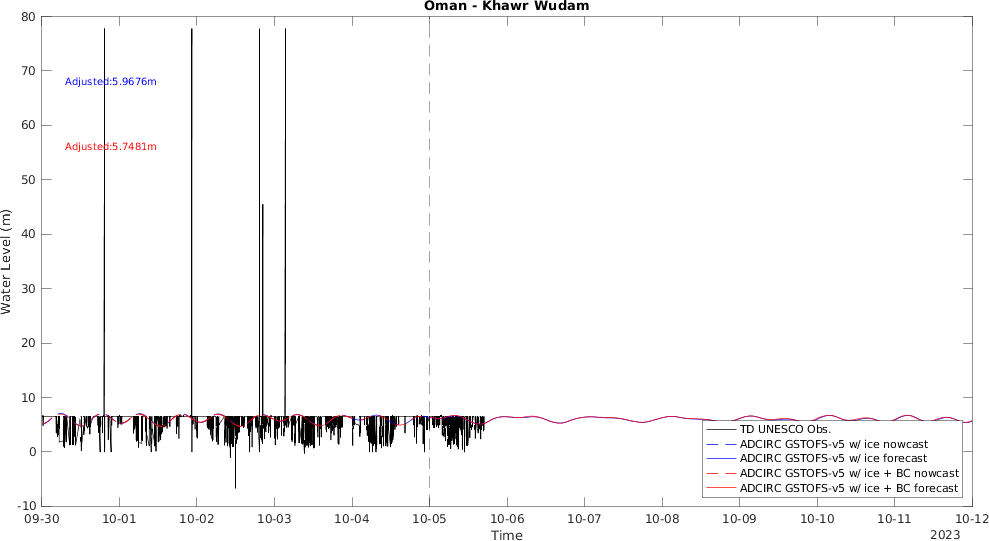 Oman - Khawr Wudam
80
70
60
50
40
30
20
10
0
-10
Water Level (m)
Adjusted:5.9676m
Adjusted:5.7481m
TD UNESCO Obs.
ADCIRC GSTOFS-v5 w/ ice nowcast
ADCIRC GSTOFS-v5 w/ ice forecast
ADCIRC GSTOFS-v5 w/ ice + BC nowcast
ADCIRC GSTOFS-v5 w/ ice + BC forecast
09-30 10-01 10-02 10-03 10-04 10-05 10-06 10-07 10-08 10-09 10-10 10-11 10-12
Time
2023